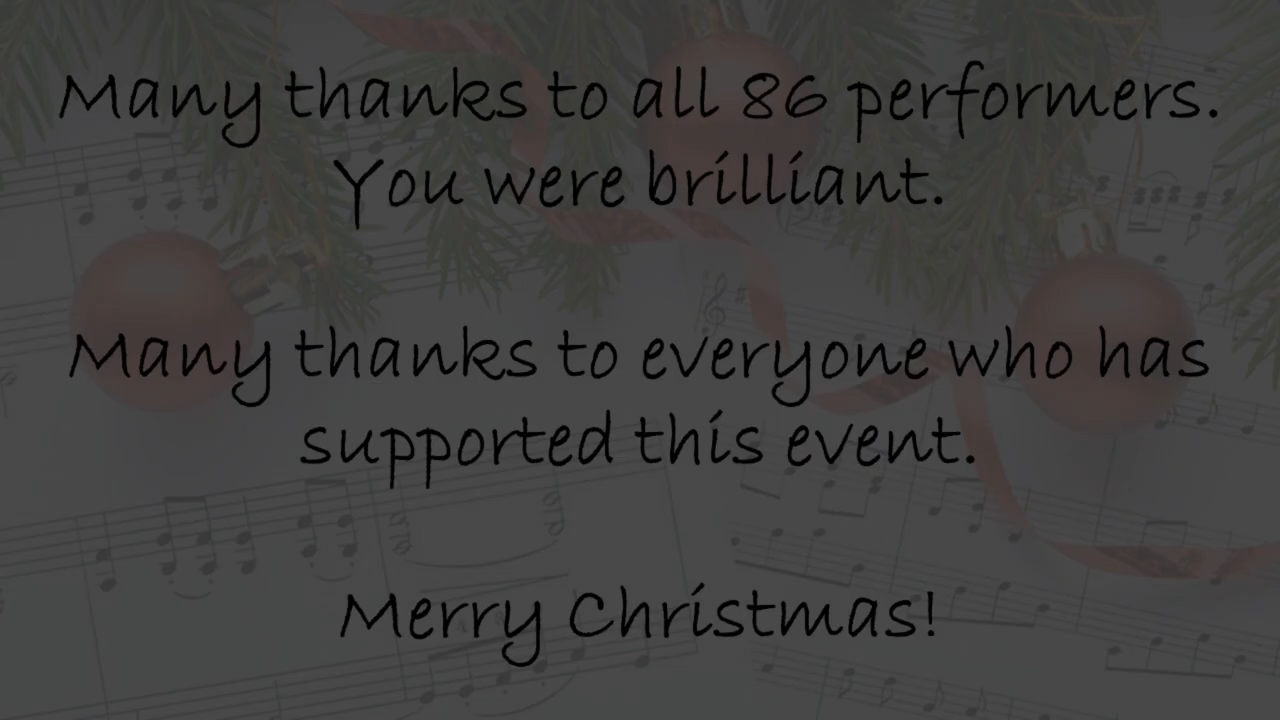 Many thanks to all 86 performers.
You were brilliant.
Many thanks to everyone who has
supported this event.
Merry Christmas!